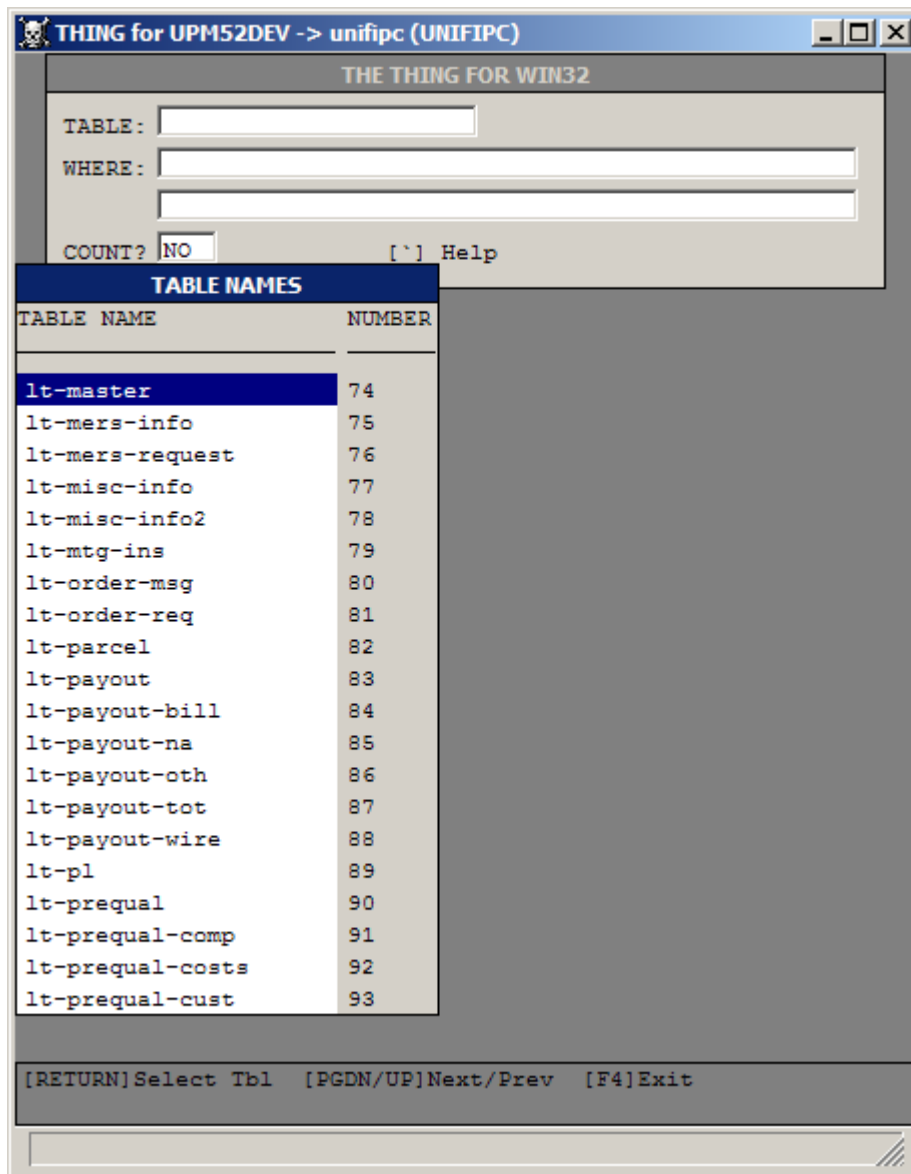 THING for UPM52DEV -> unifipc (UNIFIPC)
THE THING FOR WIN32
TABLE:
WHERE:
COUNT? NO [`] Help
TABLE NAMES
TABLE NAME NUMBER
lt-master 74
lt-mers-info 75
lt-mers-request 76
lt-misc-info 77
lt-misc-info2 78
lt-mtg-ins 79
lt-order-msg 80
lt-order-req 81
lt-parcel 82
lt-payout 83
lt-payout-bill 84
lt-payout-na 85
lt-payout-oth 86
lt-payout-tot 87
lt-payout-wire 88
lt-pl 89
lt-prequal 90
lt-prequal-comp 91
lt-prequal-costs 92
lt-prequal-cust 93
[RETURN]Select Tbl [PGDN/UP]Next/Prev [F4]Exit